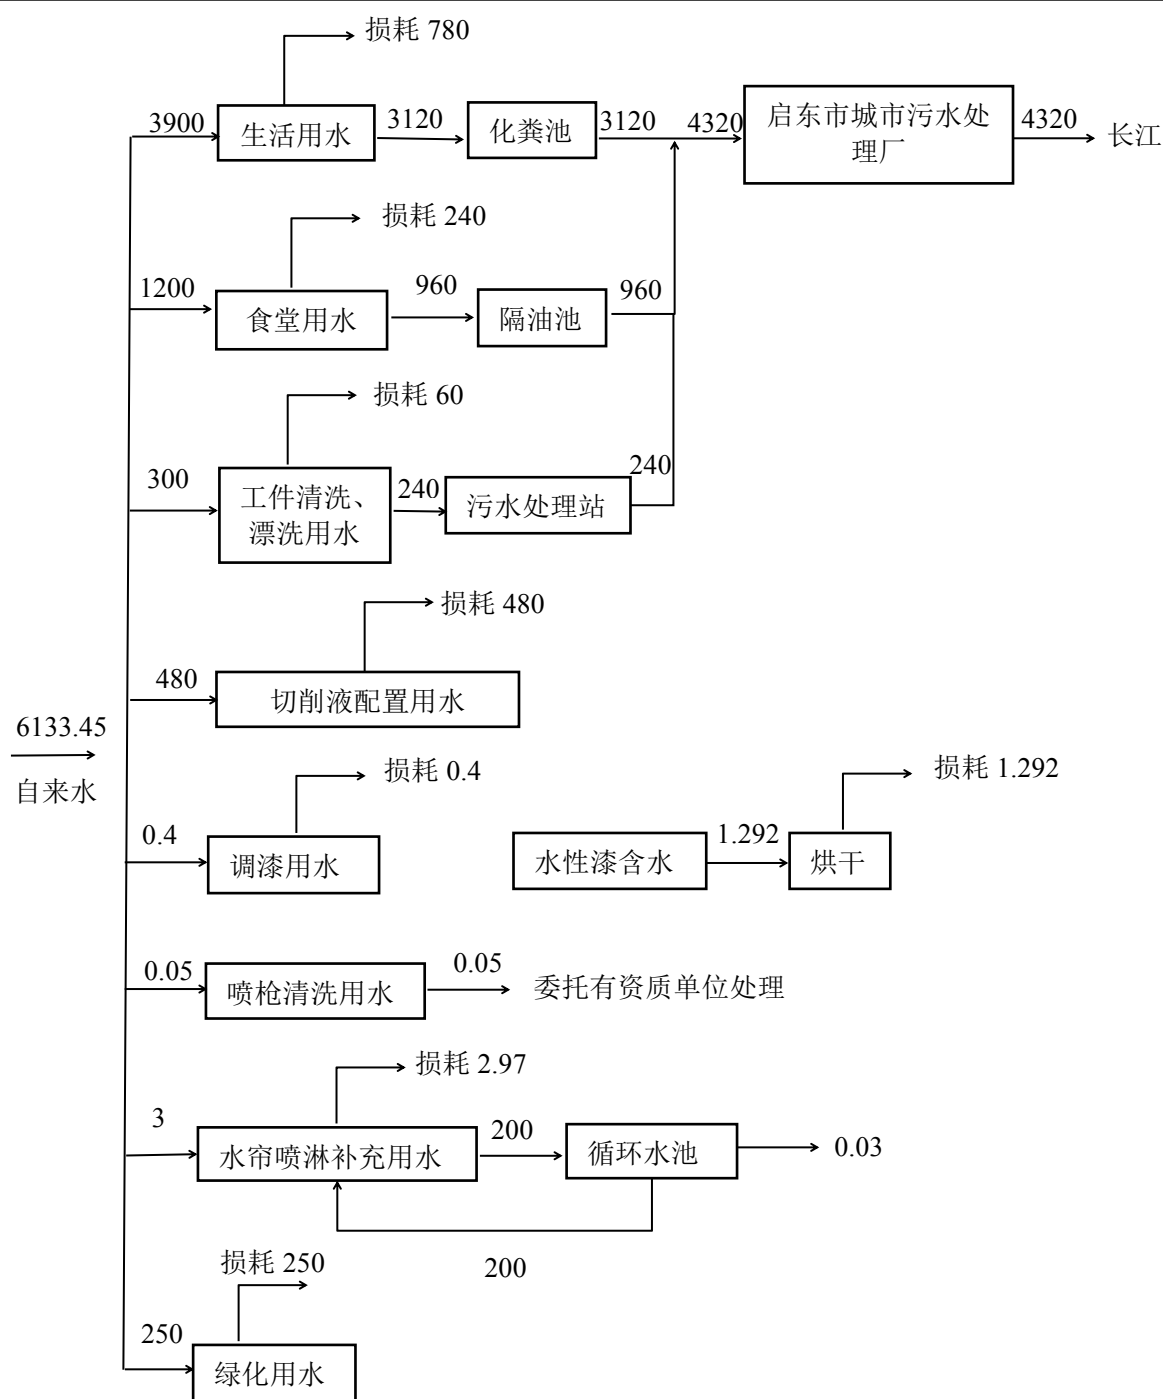 损耗 780
3900
生活用水
3120
化粪池
3120
4320
启东市城市污水处
理厂
4320
长江
损耗 240
1200
食堂用水
960
隔油池
960
损耗 60
300
工件清洗、
漂洗用水
240
污水处理站
240
损耗 480
480
切削液配置用水
6133.45
自来水
损耗 0.4
0.4
调漆用水
水性漆含水
1.292
烘干
损耗 1.292
0.05
喷枪清洗用水
0.05
委托有资质单位处理
损耗 2.97
3
水帘喷淋补充用水
200
循环水池
0.03
200
损耗 250
250
绿化用水